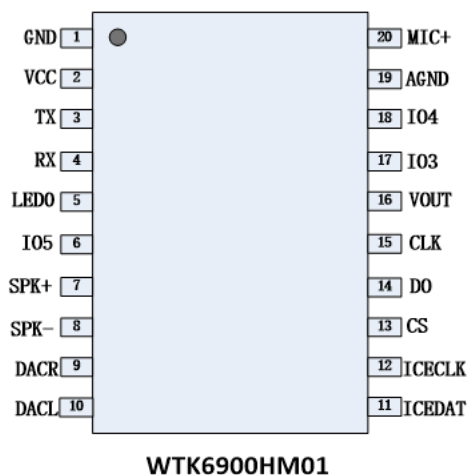 GND 1 20 MIC+
VCC 2 19 AGND
TX 3 18 IO4
RX 4 17 IO3
LED0 5 16 VOUT
IO5 6 15 CLK
SPK+ 7 14 DO
SPK- 8 13 CS
DACR 9 12 ICECLK
DACL 10 11 ICEDAT
WTK6900HM01